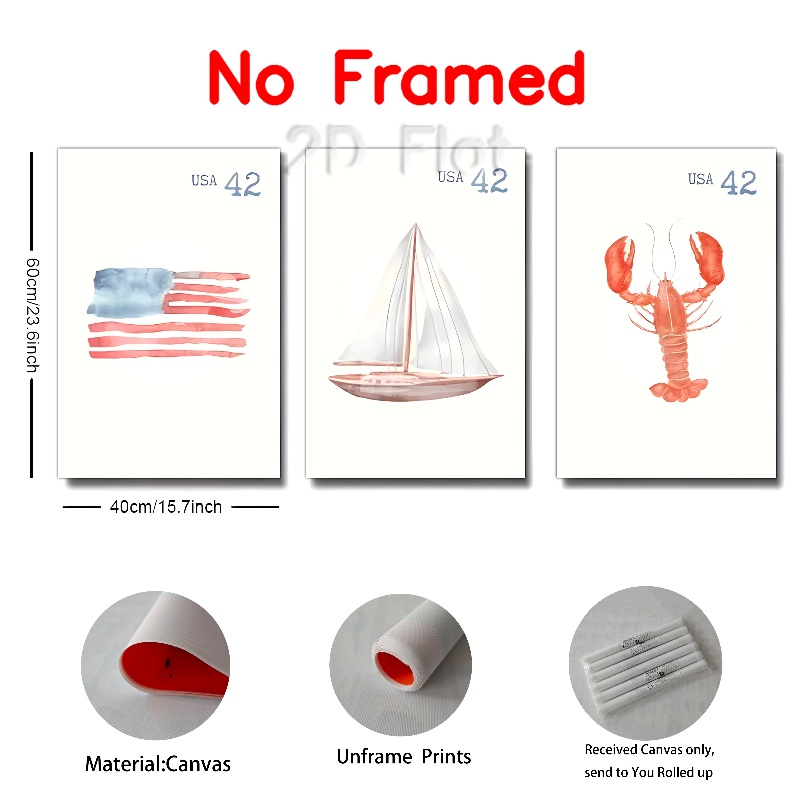 No Framed
2D Flat
USA 42
USA 42
USA 42
60cm/23.6inch
40cm/15.7inch
Material:Canvas
Unframe Prints
Received Canvas only,
send to You Rolled up